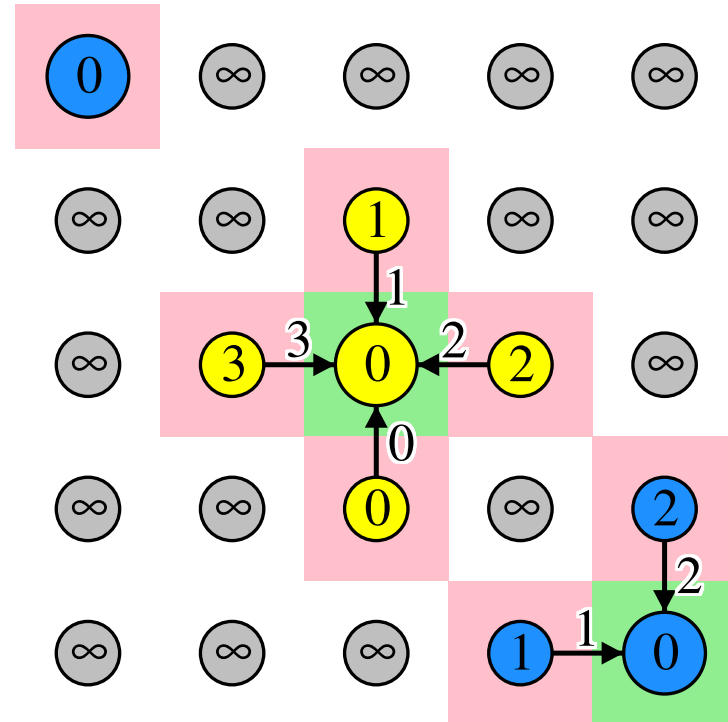 0 ∞ ∞ ∞ ∞
∞ ∞ 1 ∞ ∞
1
∞ 3 3 0 2 2 ∞
0
∞ ∞ 0 ∞ 2
2
∞ ∞ ∞ 1 1 0